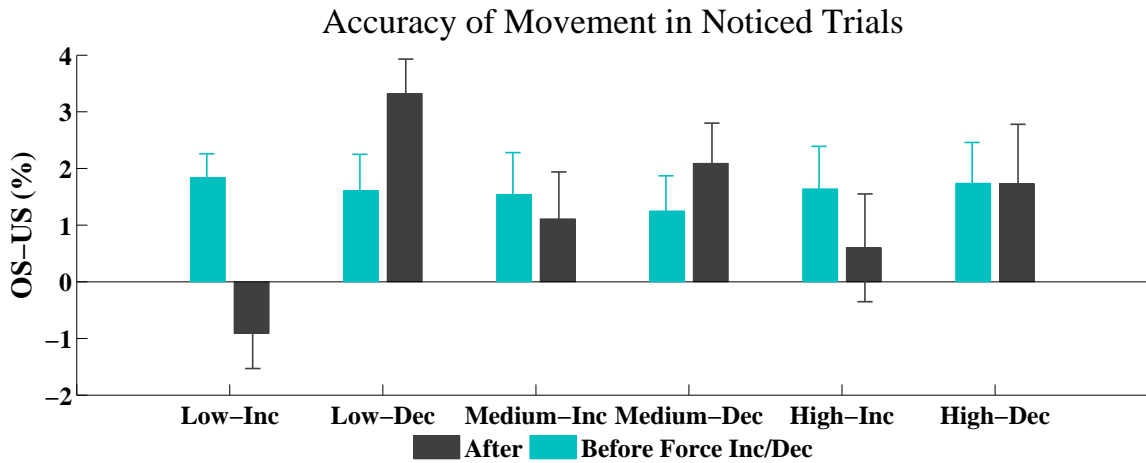 Accuracy of Movement in Noticed Trials
OS–US (%)
4
3
2
1
0
–1
–2
Low–Inc Low–Dec Medium–Inc Medium–Dec High–Inc High–Dec
After Before Force Inc/Dec